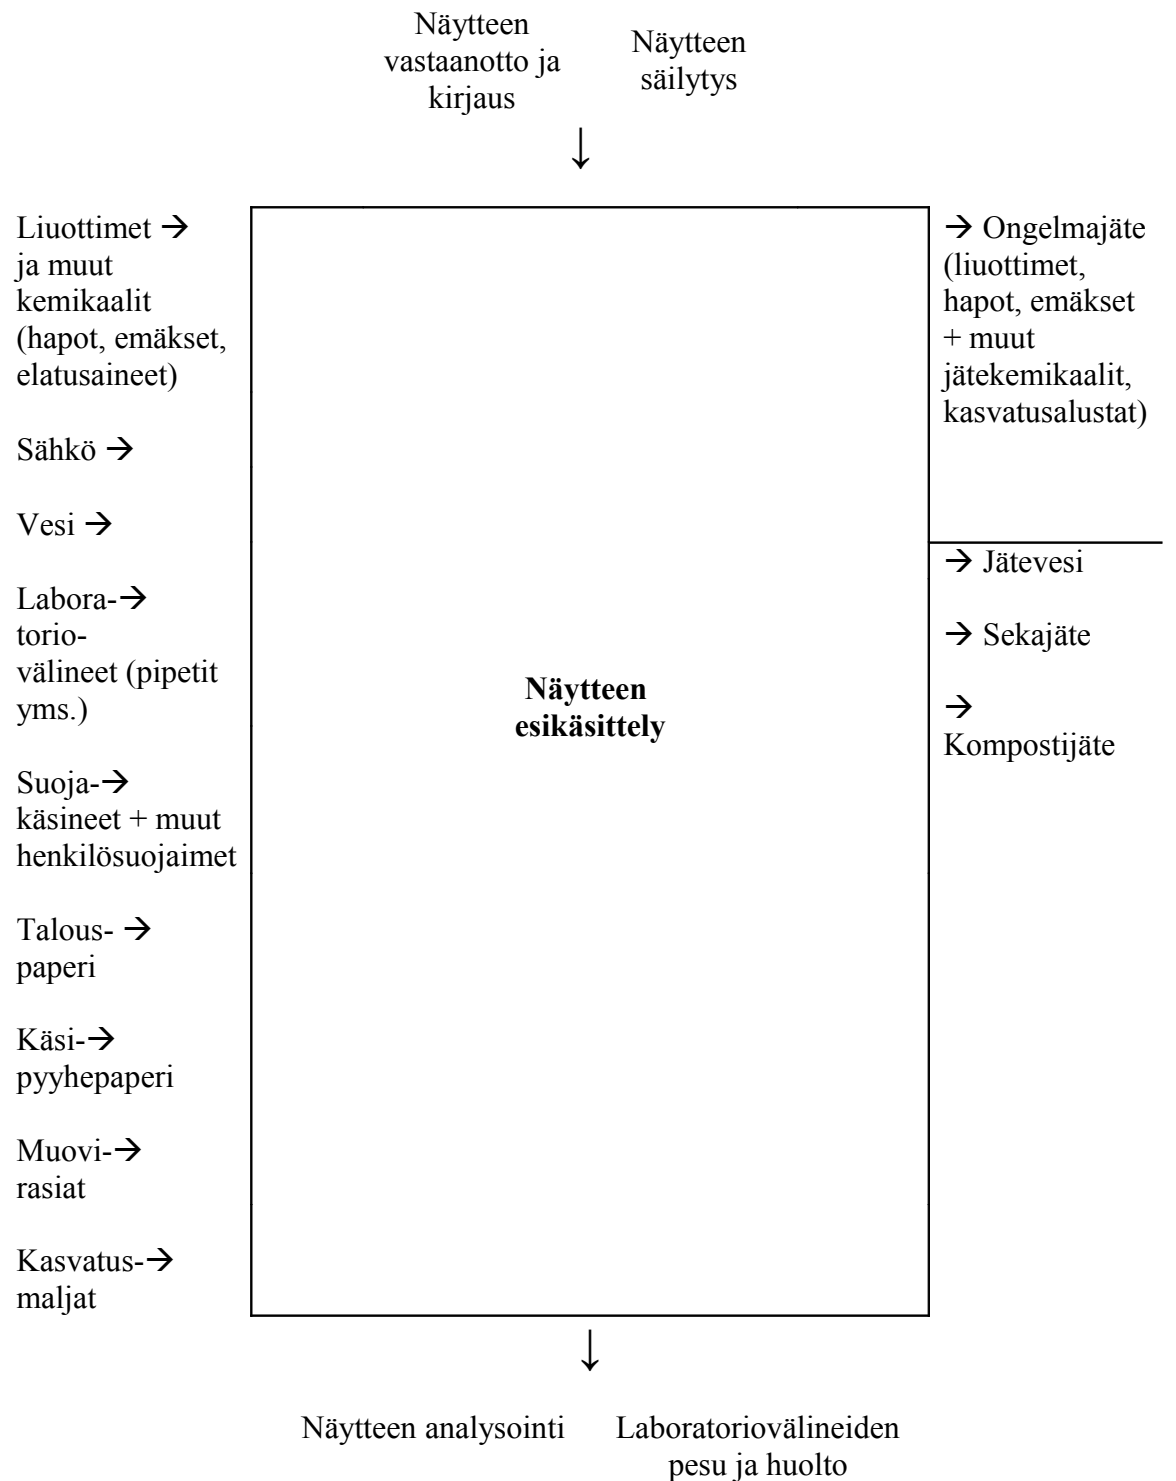 Näytteen
vastaanotto ja
kirjaus
Näytteen
säilytys
↓
Liuottimet →
ja muut
kemikaalit
(hapot, emäkset,
elatusaineet)
Sähkö →
Vesi →
Labora-→
torio-
välineet (pipetit
yms.)
Suoja-→
käsineet + muut
henkilösuojaimet
Talous- →
paperi
Käsi-→
pyyhepaperi
Muovi-→
rasiat
Kasvatus-→
maljat
Näytteen
esikäsittely
→ Ongelmajäte
(liuottimet,
hapot, emäkset
+ muut
jätekemikaalit,
kasvatusalustat)
→ Jätevesi
→ Sekajäte
→
Kompostijäte
↓
Näytteen analysointi
Laboratoriovälineiden
pesu ja huolto